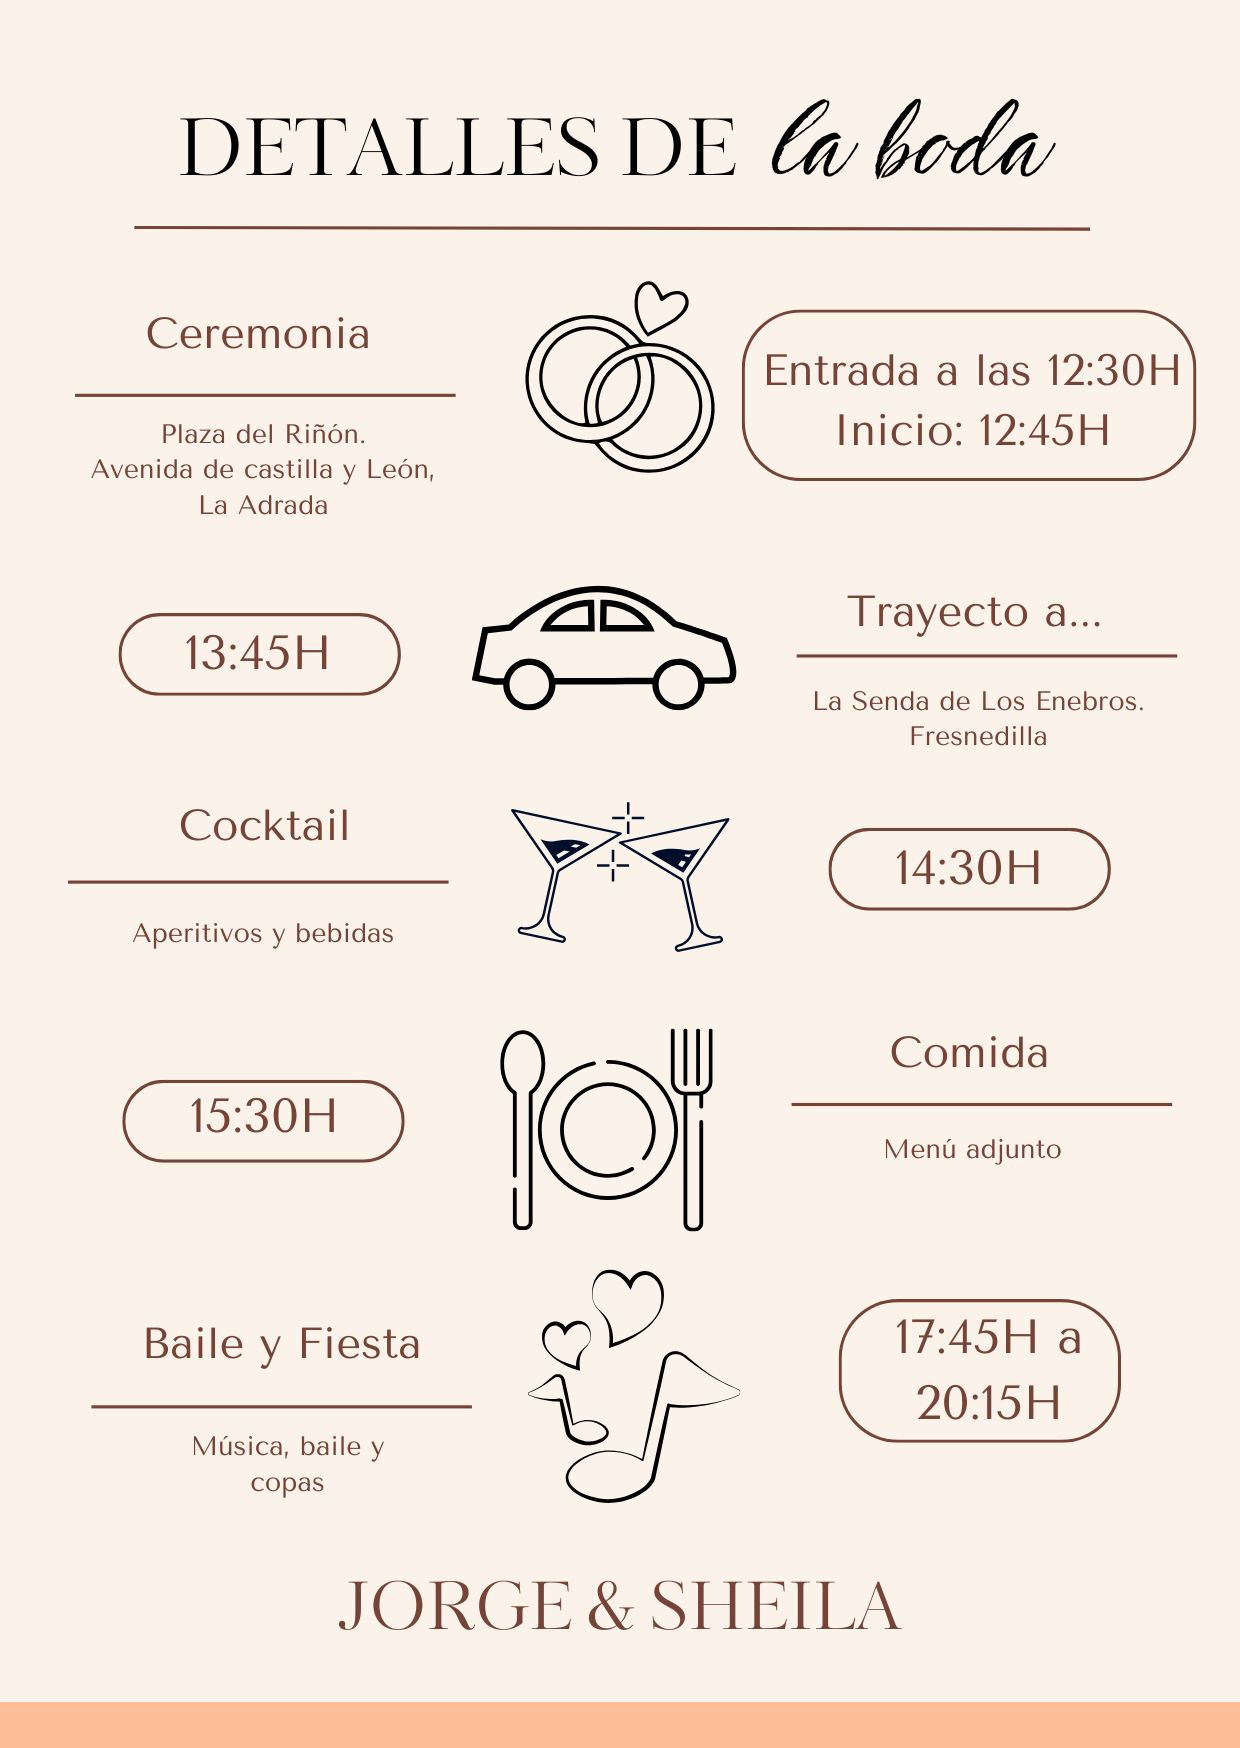 DETALLES DE la boda
Ceremonia
Plaza del Riñón.
Avenida de castilla y León,
La Adrada
Entrada a las 12:30H
Inicio: 12:45H
13:45H
Trayecto a...
La Senda de Los Enebros.
Fresnedilla
Cocktail
Aperitivos y bebidas
14:30H
15:30H
Comida
Menú adjunto
Baile y Fiesta
Música, baile y
copas
17:45H a
20:15H
JORGE & SHEILA